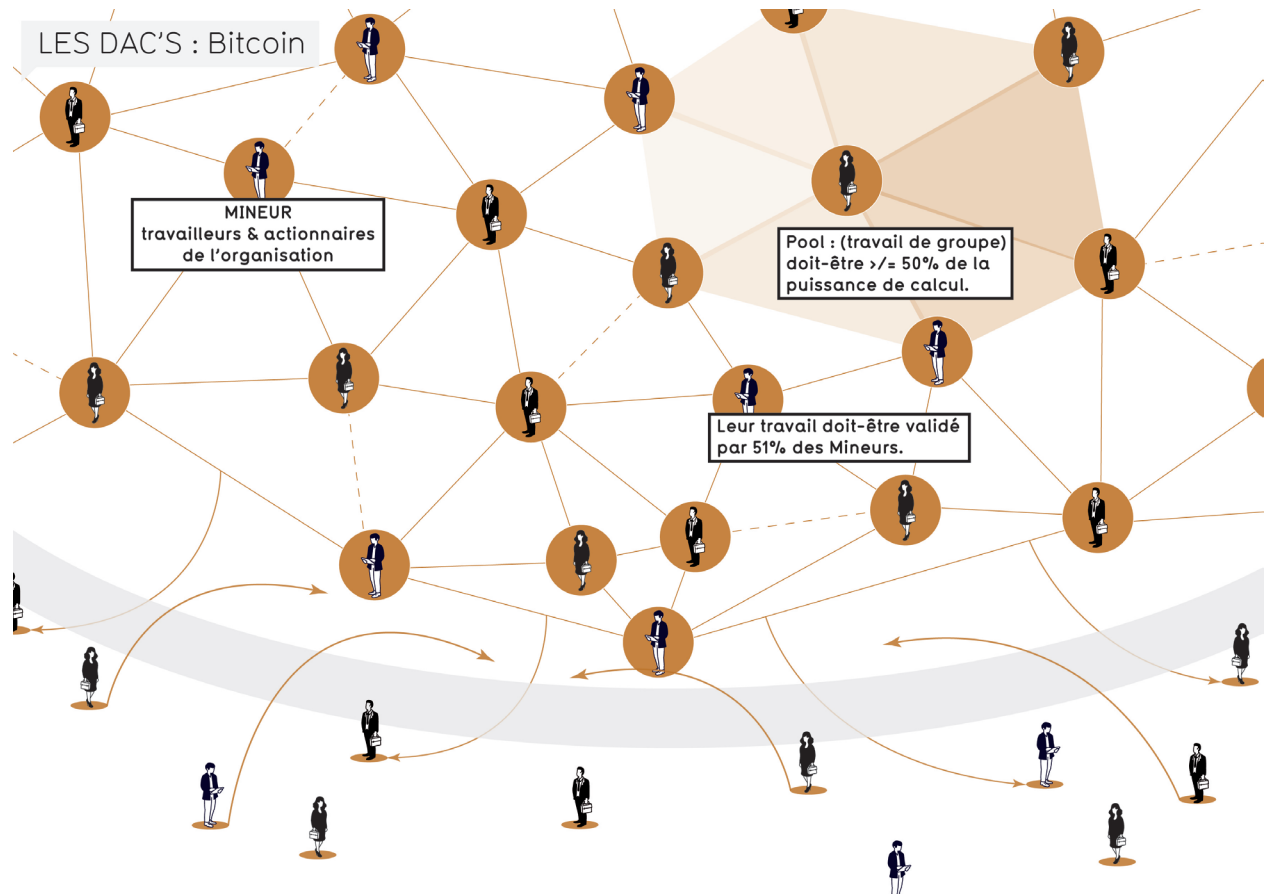 LES DAC'S : Bitcoin
MINEUR
travailleurs & actionnaires
de l'organisation
Pool : (travail de groupe)
doit-être >/= 50% de la
puissance de calcul.
Leur travail doit-être validé
par 51% des Mineurs.